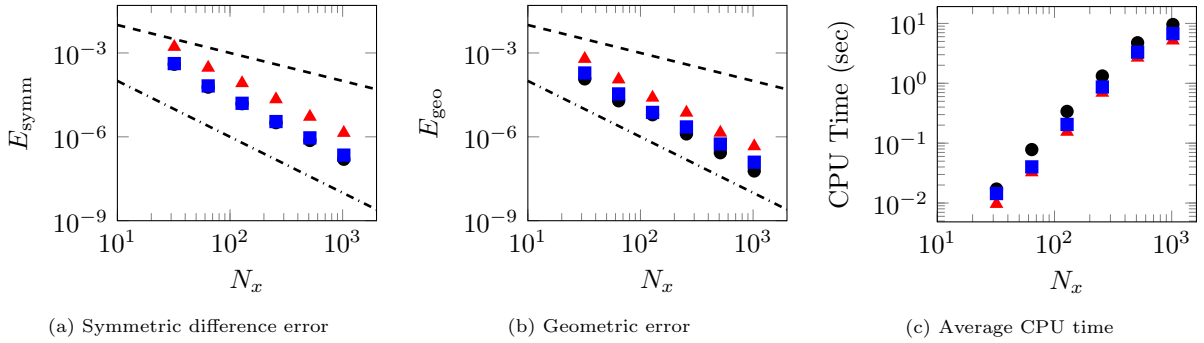 E_symm
10^−3
10^−6
10^−9
10^1 10^2 10^3
N_x
(a) Symmetric difference error
E_geo
10^−3
10^−6
10^−9
10^1 10^2 10^3
N_x
(b) Geometric error
CPU Time (sec)
10^1
10^0
10^−1
10^−2
10^1 10^2 10^3
N_x
(c) Average CPU time